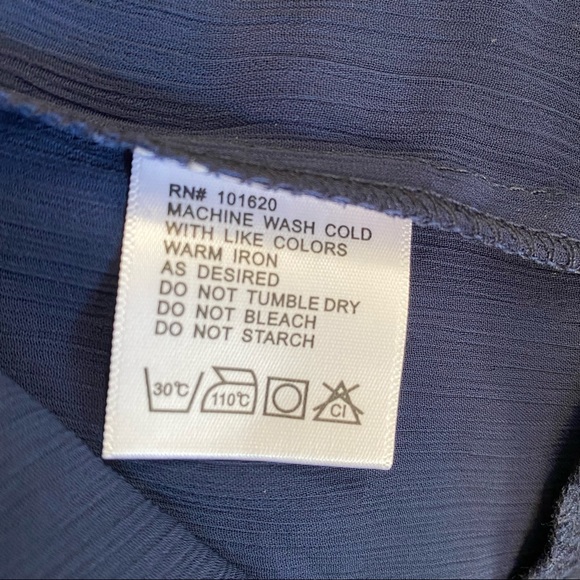 RN# 101620
MACHINE WASH COLD
WITH LIKE COLORS
WARM IRON
AS DESIRED
DO NOT TUMBLE DRY
DO NOT BLEACH
DO NOT STARCH
30℃ 110℃ Cl